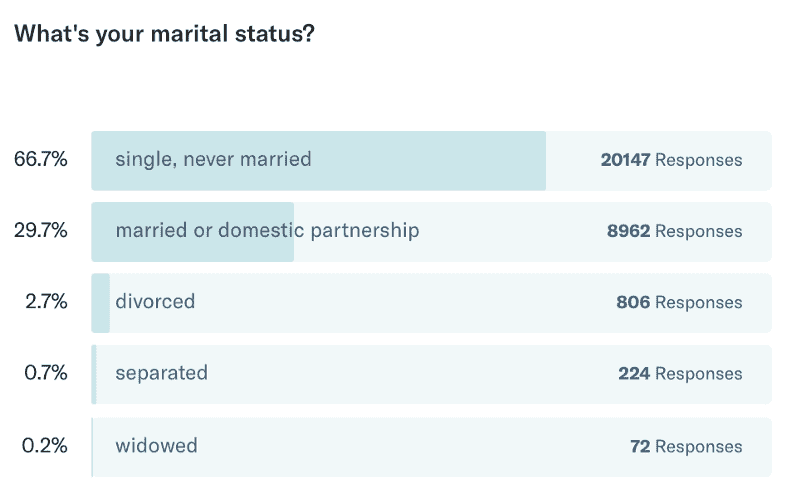 What's your marital status?
66.7% single, never married 20147 Responses
29.7% married or domestic partnership 8962 Responses
2.7% divorced 806 Responses
0.7% separated 224 Responses
0.2% widowed 72 Responses